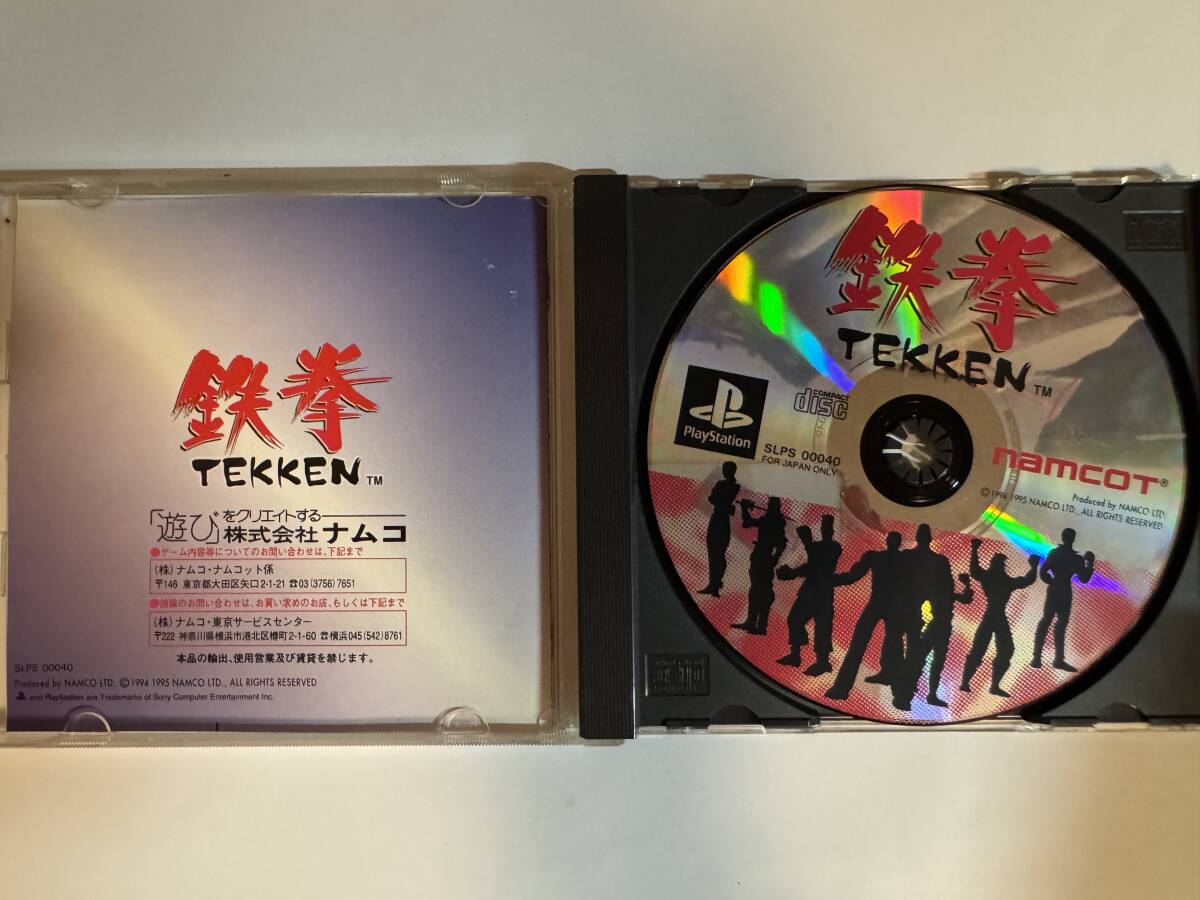 鉄拳
TEKKEN™
「遊び」をクリエイトする
株式会社ナムコ
●ゲーム内容等についてのお問い合わせは、下記まで
(株)ナムコ・ナムコット係
〒146 東京都大田区矢口2-1-21 ☎03(3756)7651
●故障のお問い合わせは、お買い求めのお店、もしくは下記まで
(株)ナムコ・東京サービスセンター
〒222 神奈川県横浜市港北区樽町2-1-60 ☎横浜045(542)8761
本品の輸出、使用営業及び賃貸を禁じます。
SLPS 00040
Produced by NAMCO LTD. ©1994 1995 NAMCO LTD., ALL RIGHTS RESERVED
and PlayStation are Trademarks of Sony Computer Entertainment Inc.
鉄拳
TEKKEN™
PlayStation
COMPACT
disc
SLPS 00040
FOR JAPAN ONLY
namcot®
Produced by NAMCO LTD.
©1994 1995 NAMCO LTD., ALL RIGHTS RESERVED